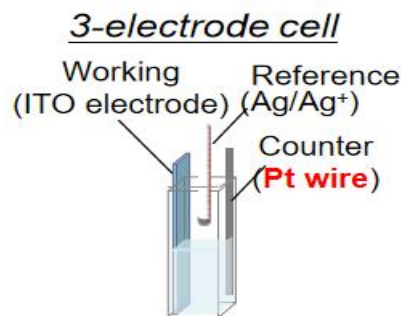 3-electrode cell
Working
(ITO electrode)
Reference
(Ag/Ag⁺)
Counter
(Pt wire)